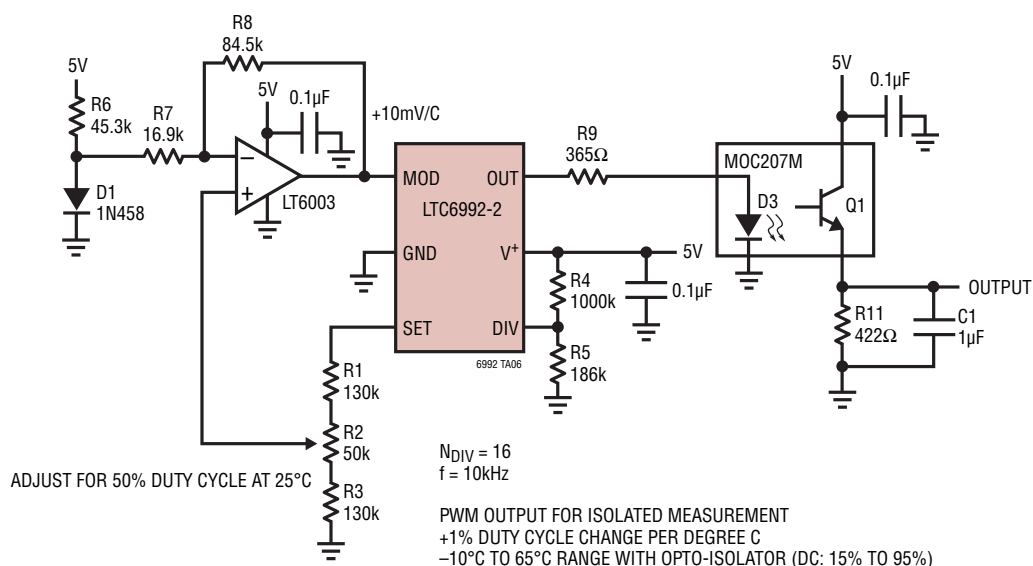 R8
84.5k
5V
R6
45.3k
R7
16.9k
5V
0.1µF
+10mV/C
–
+
LT6003
D1
1N458
MOD
OUT
LTC6992-2
GND
V+
SET
DIV
6992 TA06
R9
365Ω
5V
0.1µF
MOC207M
D3
Q1
5V
R4
1000k
0.1µF
R5
186k
OUTPUT
R11
422Ω
C1
1µF
R1
130k
R2
50k
R3
130k
ADJUST FOR 50% DUTY CYCLE AT 25°C
NDIV = 16
f = 10kHz
PWM OUTPUT FOR ISOLATED MEASUREMENT
+1% DUTY CYCLE CHANGE PER DEGREE C
–10°C TO 65°C RANGE WITH OPTO-ISOLATOR (DC: 15% TO 95%)